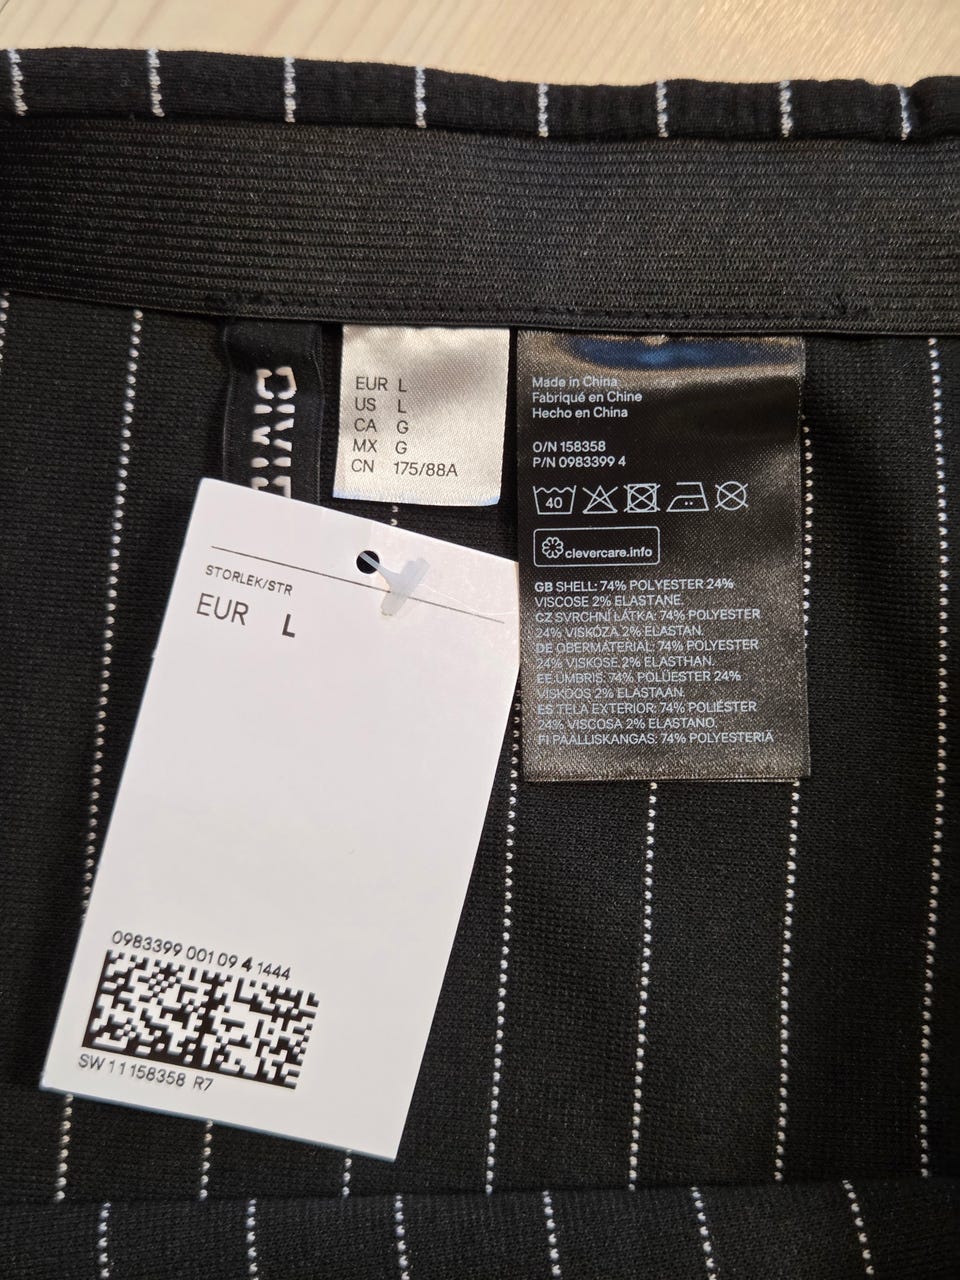 EUR L
US L
CA G
MX G
CN 175/88A
Made in China
Fabriqué en Chine
Hecho en China
O/N 158358
P/N 0983399 4
40
clevercare.info
GB SHELL: 74% POLYESTER 24%
VISCOSE 2% ELASTANE.
CZ SVRCHNÍ LÁTKA: 74% POLYESTER
24% VISKÓZA 2% ELASTAN.
DE OBERMATERIAL: 74% POLYESTER
24% VISKOSE 2% ELASTHAN.
EE ÜMBRIS: 74% POLÜESTER 24%
VISKOOS 2% ELASTAAN.
ES TELA EXTERIOR: 74% POLIÉSTER
24% VISCOSA 2% ELASTANO.
FI PÄÄLLISKANGAS: 74% POLYESTERIÄ
STORLEK/STR
EUR L
0983399 001 09 4 1444
SW 11158358 R7